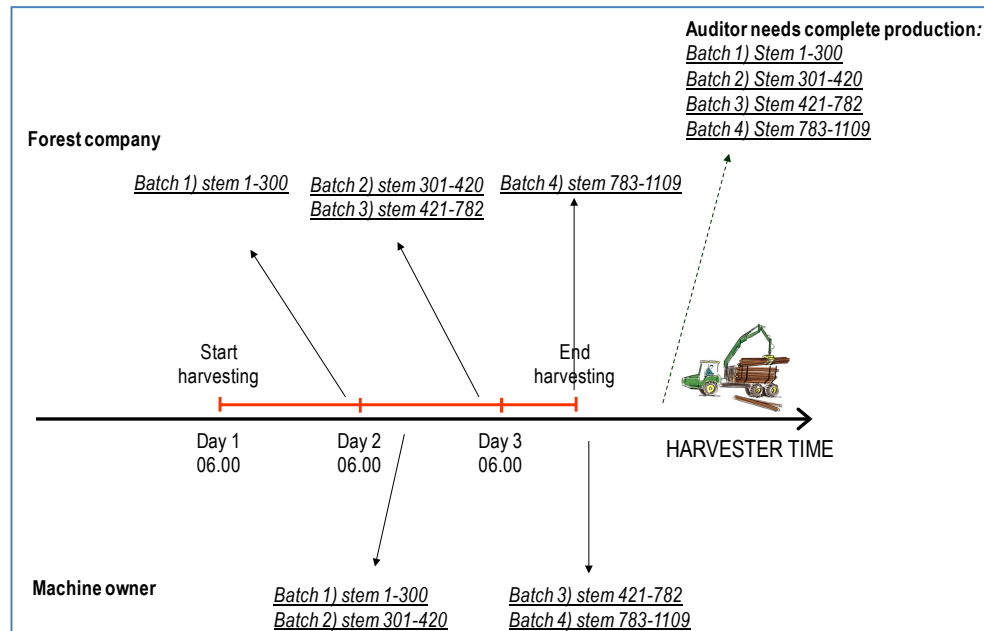 Auditor needs complete production:
Batch 1) Stem 1-300
Batch 2) Stem 301-420
Batch 3) Stem 421-782
Batch 4) Stem 783-1109
Forest company
Batch 1) stem 1-300
Batch 2) stem 301-420
Batch 3) stem 421-782
Batch 4) stem 783-1109
Start
harvesting
End
harvesting
Day 1
06.00
Day 2
06.00
Day 3
06.00
HARVESTER TIME
Machine owner
Batch 1) stem 1-300
Batch 2) stem 301-420
Batch 3) stem 421-782
Batch 4) stem 783-1109